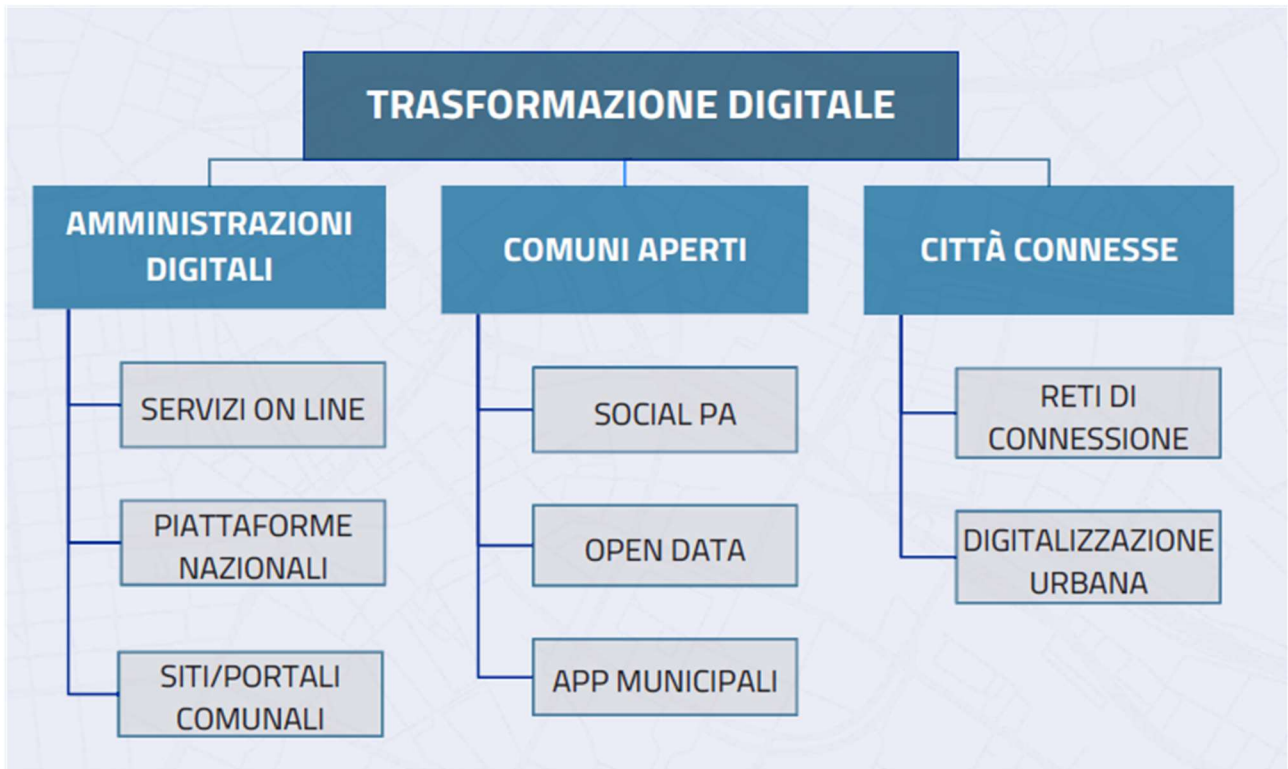 TRASFORMAZIONE DIGITALE
AMMINISTRAZIONI
DIGITALI
SERVIZI ON LINE
PIATTAFORME
NAZIONALI
SITI/PORTALI
COMUNALI
COMUNI APERTI
SOCIAL PA
OPEN DATA
APP MUNICIPALI
CITTÀ CONNESSE
RETI DI
CONNESSIONE
DIGITALIZZAZIONE
URBANA